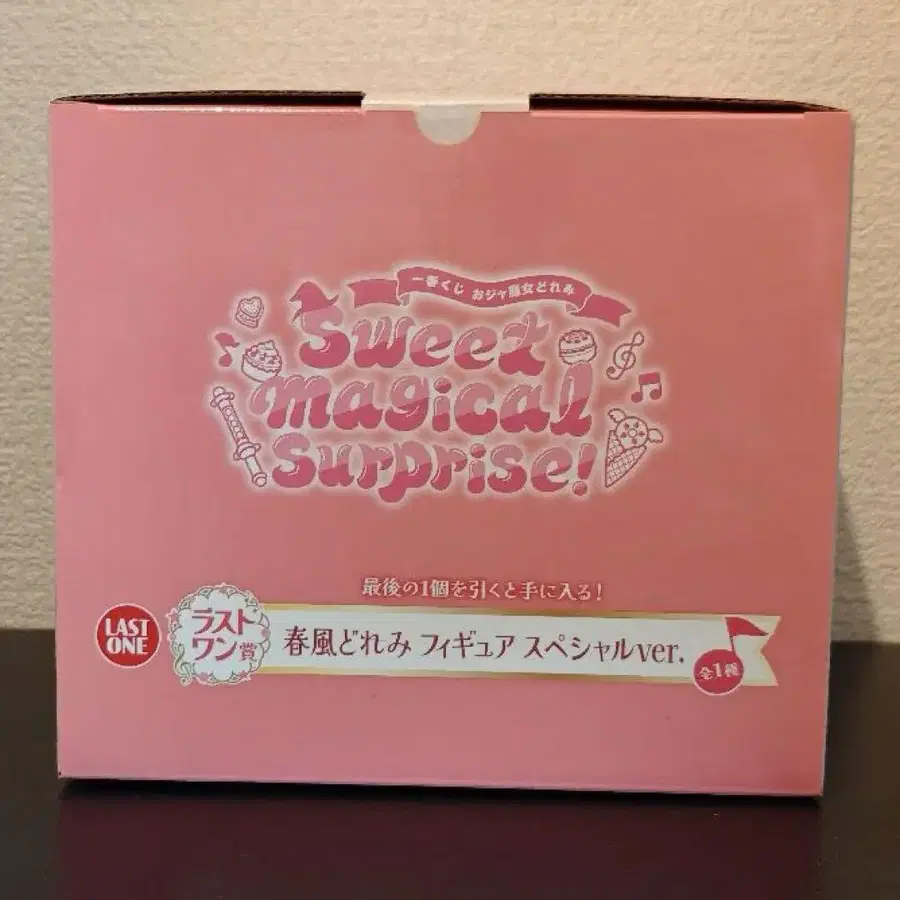 一番くじ おジャ魔女どれみ
Sweet
magical
Surprise!
最後の1個を引くと手に入る!
LAST
ONE
ラスト
ワン賞
春風どれみ フィギュア スペシャルver.
全1種